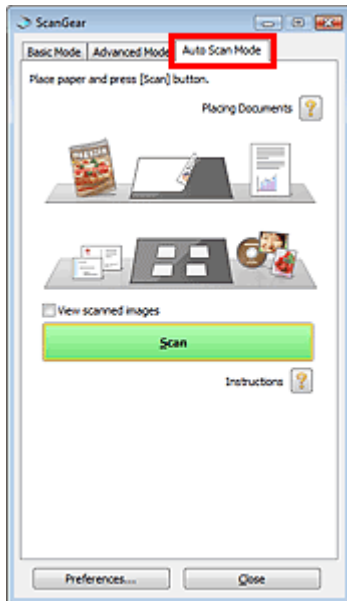 ScanGear
Basic Mode Advanced Mode Auto Scan Mode
Place paper and press [Scan] button.
Placing Documents
View scanned images
Scan
Instructions
Preferences... Close